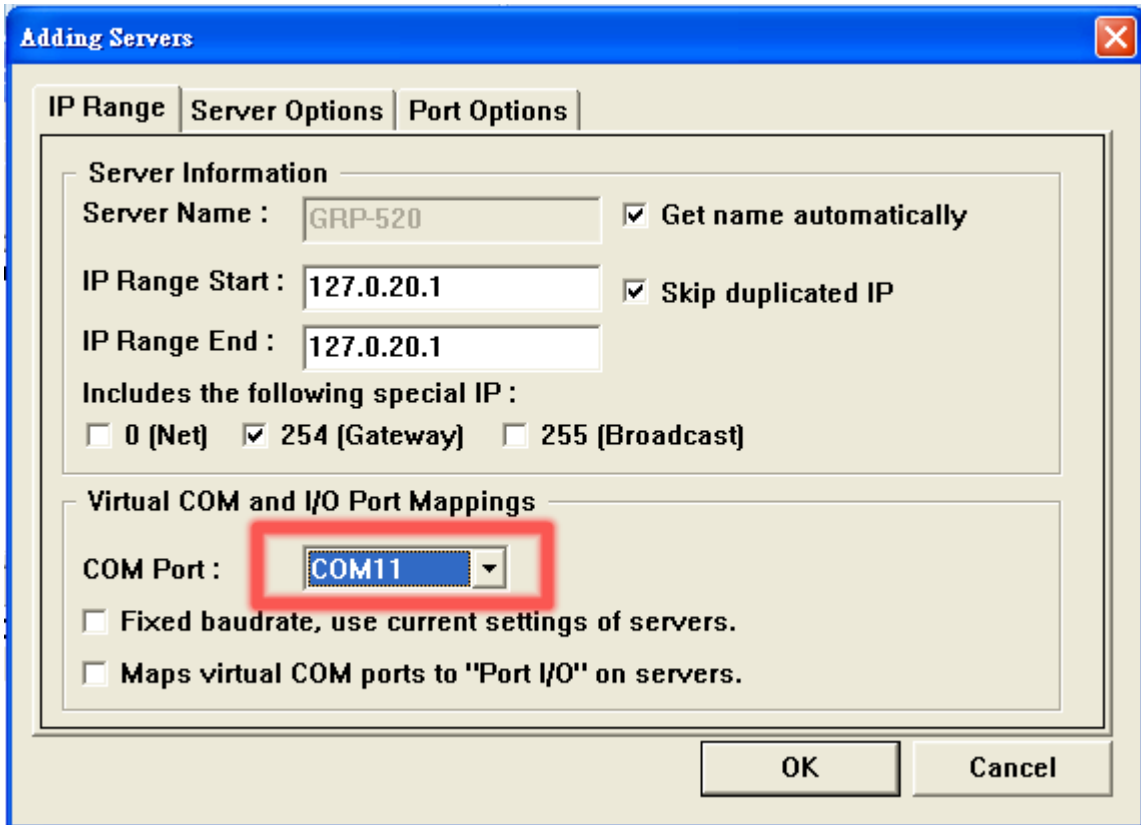 Adding Servers
IP Range Server Options Port Options
Server Information
Server Name : GRP-520 Get name automatically
IP Range Start : 127.0.20.1 Skip duplicated IP
IP Range End : 127.0.20.1
Includes the following special IP :
0 (Net) 254 (Gateway) 255 (Broadcast)
Virtual COM and I/O Port Mappings
COM Port : COM11
Fixed baudrate, use current settings of servers.
Maps virtual COM ports to "Port I/O" on servers.
OK Cancel